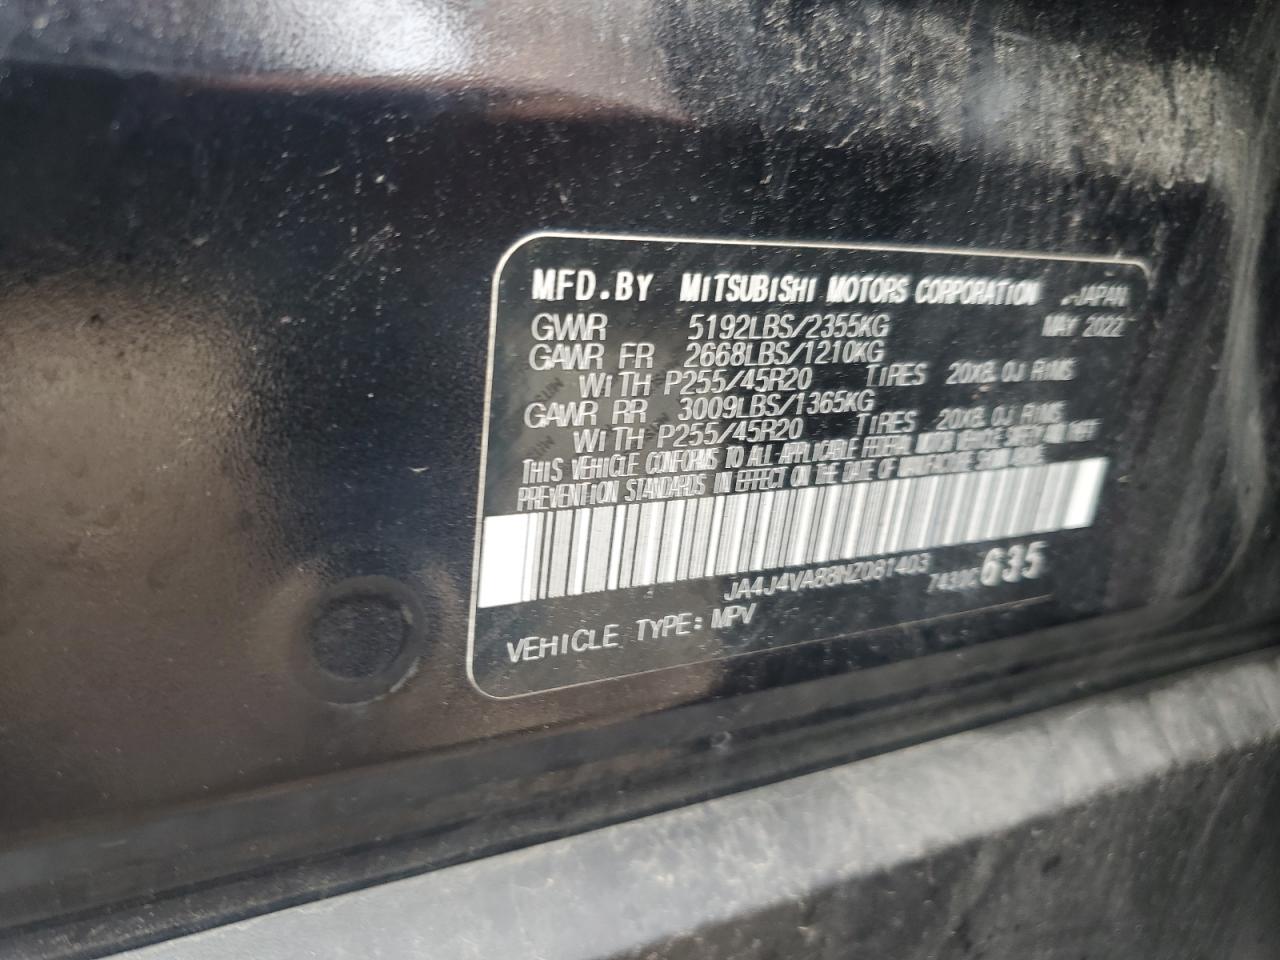 MFD.BY MITSUBISHI MOTORS CORPORATION -JAPAN
GVWR 5192LBS/2355KG MAY 2022
GAWR FR 2668LBS/1210KG
WITH P255/45R20 TIRES 20X8.0J RIMS
GAWR RR 3009LBS/1365KG
WITH P255/45R20 TIRES 20X8.0J RIMS
THIS VEHICLE CONFORMS TO ALL APPLICABLE FEDERAL MOTOR VEHICLE SAFETY AND THEFT
PREVENTION STANDARDS IN EFFECT ON THE DATE OF MANUFACTURE SHOWN ABOVE.
JA4J4VA88NZ081403
635
VEHICLE TYPE: MPV